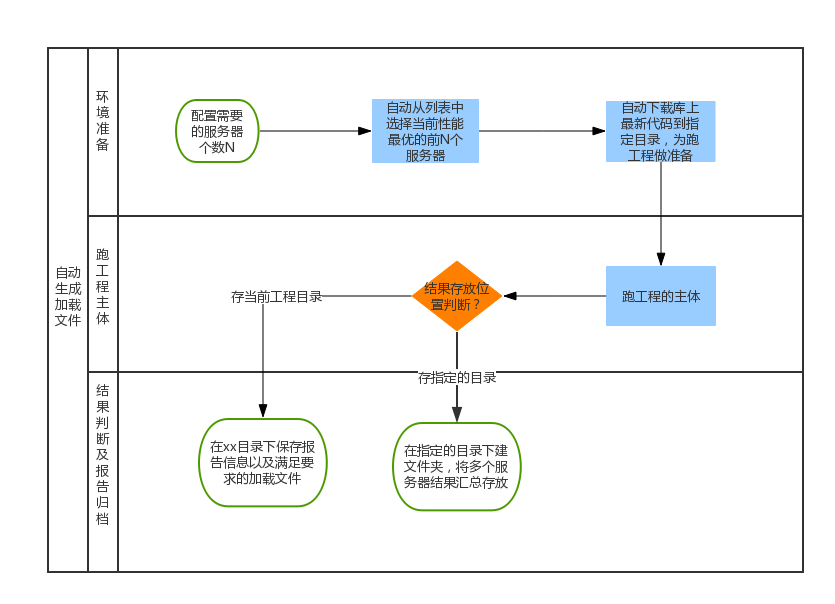 自动
生成
加载
文件
环
境
准
备
配置需要
的服务器
个数N
自动从列表中
选择当前性能
最优的前N个
服务器
自动下载库上
最新代码到指
定目录，为跑
工程做准备
跑
工
程
主
体
存当前工程目录
结果存放位
置判断？
跑工程的主体
存指定的目录
结
果
判
断
及
报
告
归
档
在xx目录下保存报
告信息以及满足要
求的加载文件
在指定的目录下建
文件夹，将多个服
务器结果汇总存放